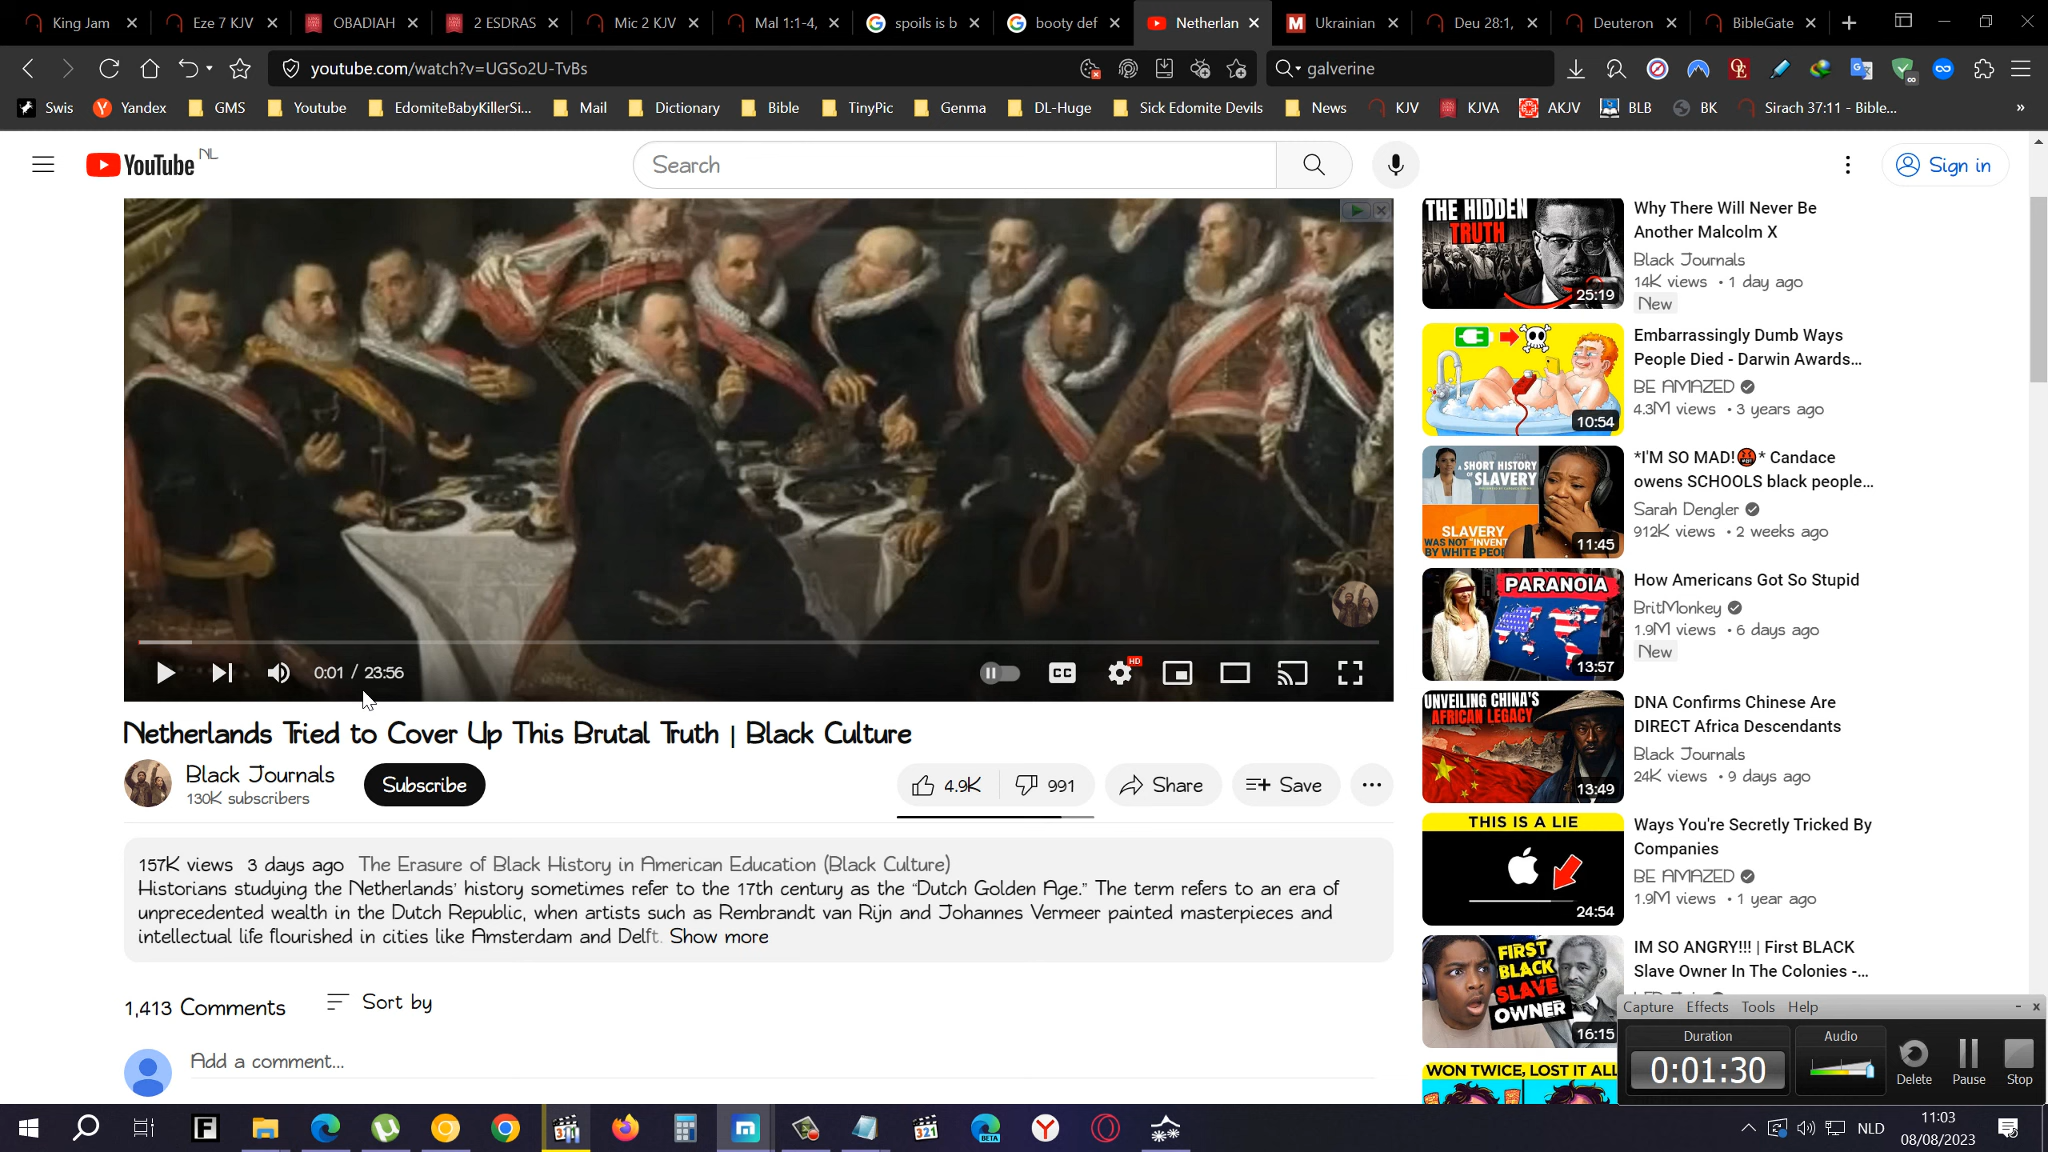 King Jam
Eze 7 KJV
OBADIAH
2 ESDRAS
Mic 2 KJV
Mal 1:1-4,
spoils is b
booty def
Netherlan
Ukrainian
Deu 28:1,
Deuteron
BibleGate
youtube.com/watch?v=UGSo2U-TvBs
galverine
Swis
Yandex
GMS
Youtube
EdomiteBabyKillerSi...
Mail
Dictionary
Bible
TinyPic
Genma
DL-Huge
Sick Edomite Devils
News
KJV
KJVA
AKJV
BLB
BK
Sirach 37:11 - Bible...
YouTube NL
Search
Sign in
0:01 / 23:56
CC
HD
Netherlands Tried to Cover Up This Brutal Truth | Black Culture
Black Journals
130K subscribers
Subscribe
4.9K
991
Share
Save
157K views 3 days ago The Erasure of Black History in American Education (Black Culture)
Historians studying the Netherlands' history sometimes refer to the 17th century as the "Dutch Golden Age." The term refers to an era of
unprecedented wealth in the Dutch Republic, when artists such as Rembrandt van Rijn and Johannes Vermeer painted masterpieces and
intellectual life flourished in cities like Amsterdam and Delft. Show more
1,413 Comments
Sort by
Add a comment...
THE HIDDEN
TRUTH
25:19
Why There Will Never Be
Another Malcolm X
Black Journals
14K views • 1 day ago
New
10:54
Embarrassingly Dumb Ways
People Died - Darwin Awards...
BE AMAZED
4.3M views • 3 years ago
A SHORT HISTORY
OF SLAVERY
SLAVERY
WAS NOT "INVENT
BY WHITE PEOP
11:45
*I'M SO MAD!🤬* Candace
owens SCHOOLS black people...
Sarah Dengler
912K views • 2 weeks ago
PARANOIA
13:57
How Americans Got So Stupid
BritMonkey
1.9M views • 6 days ago
New
UNVEILING CHINA'S
AFRICAN LEGACY
13:49
DNA Confirms Chinese Are
DIRECT Africa Descendants
Black Journals
24K views • 9 days ago
THIS IS A LIE
24:54
Ways You're Secretly Tricked By
Companies
BE AMAZED
1.9M views • 1 year ago
FIRST
BLACK
SLAVE
OWNER
16:15
IM SO ANGRY!!! | First BLACK
Slave Owner In The Colonies -...
WON TWICE, LOST IT ALL
Capture Effects Tools Help
Duration
0:01:30
Audio
Delete
Pause
Stop
321
BETA
NLD
11:03
08/08/2023